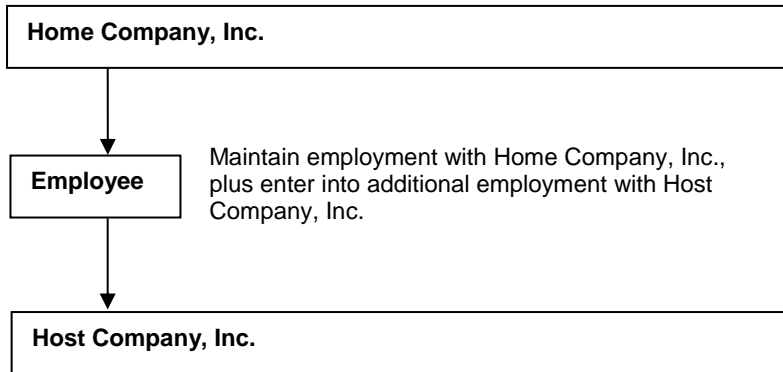 Home Company, Inc.
Employee
Maintain employment with Home Company, Inc.,
plus enter into additional employment with Host
Company, Inc.
Host Company, Inc.